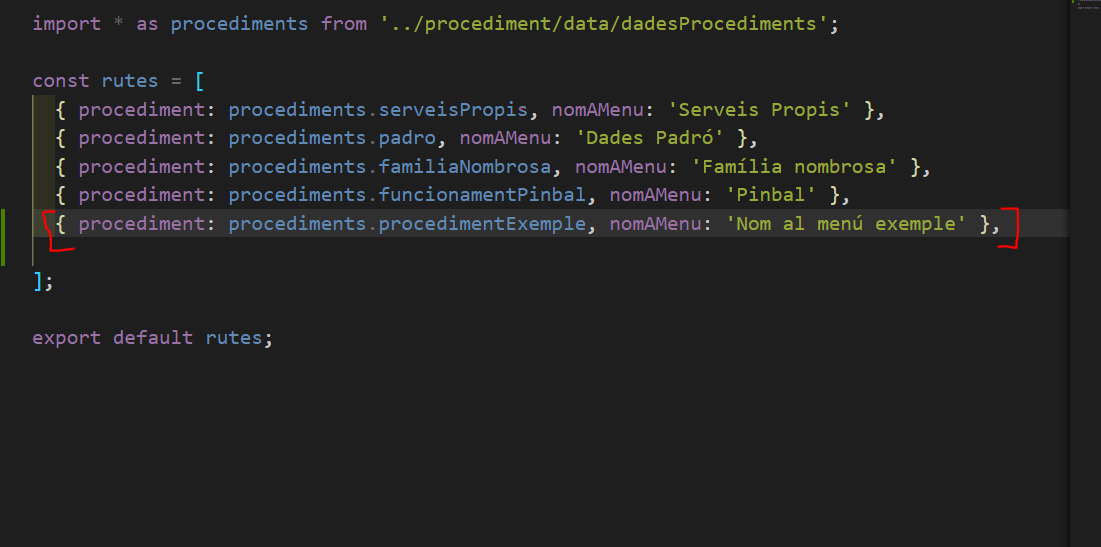 import * as procediments from '../procediment/data/dadesProcediments';
const rutes = [
{ procediment: procediments.serveisPropis, nomAMenu: 'Serveis Propis' },
{ procediment: procediments.padro, nomAMenu: 'Dades Padró' },
{ procediment: procediments.familiaNombrosa, nomAMenu: 'Família nombrosa' },
{ procediment: procediments.funcionamentPinbal, nomAMenu: 'Pinbal' },
{ procediment: procediments.procedimentExemple, nomAMenu: 'Nom al menú exemple' },
];
export default rutes;